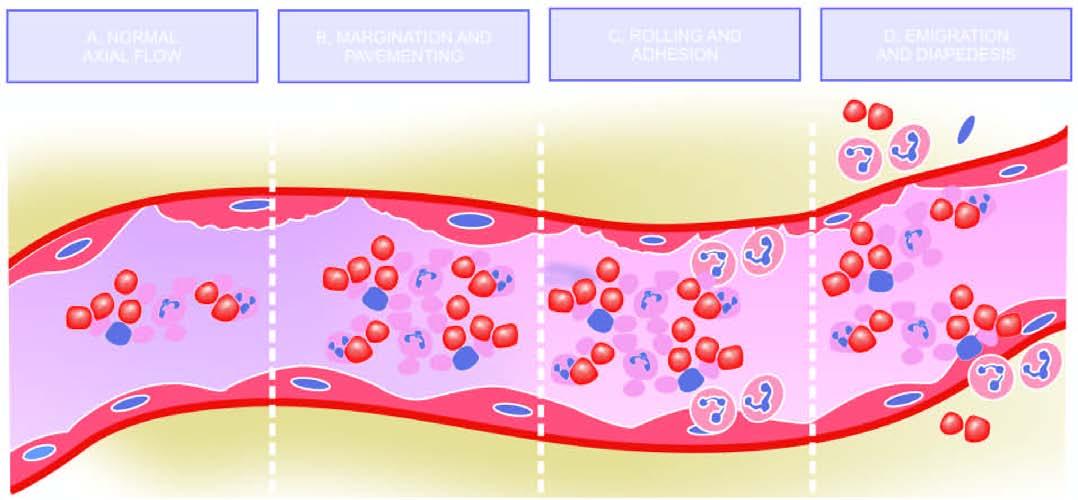 A, NORMAL
AXIAL FLOW
B, MARGINATION AND
PAVEMENTING
C, ROLLING AND
ADHESION
D, EMIGRATION
AND DIAPEDESIS